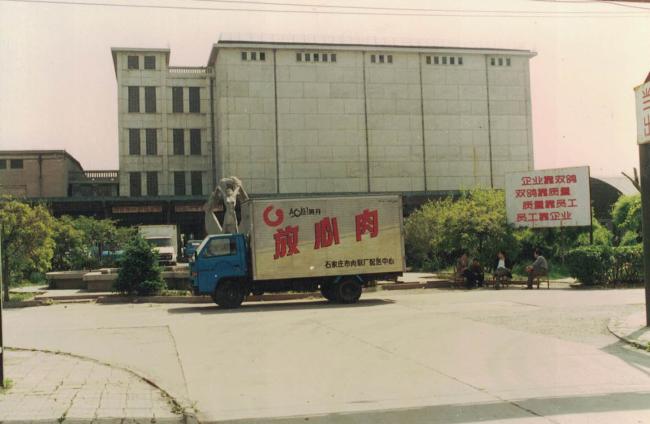 放心肉
石家庄市肉联厂配送中心
企业靠双鸽
双鸽靠质量
质量靠员工
员工靠企业